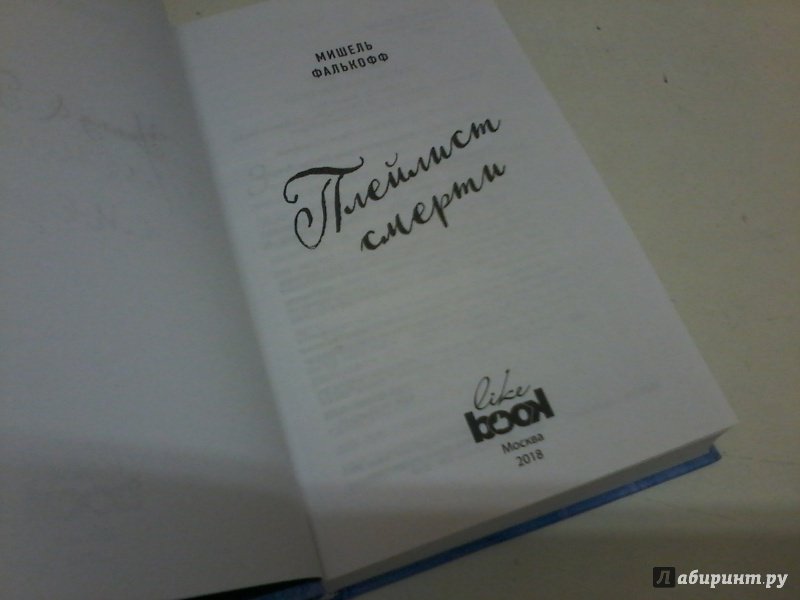 МИШЕЛЬ
ФАЛЬКОФФ
Плейлист
смерти
like
book
Москва
2018
Лабиринт.ру